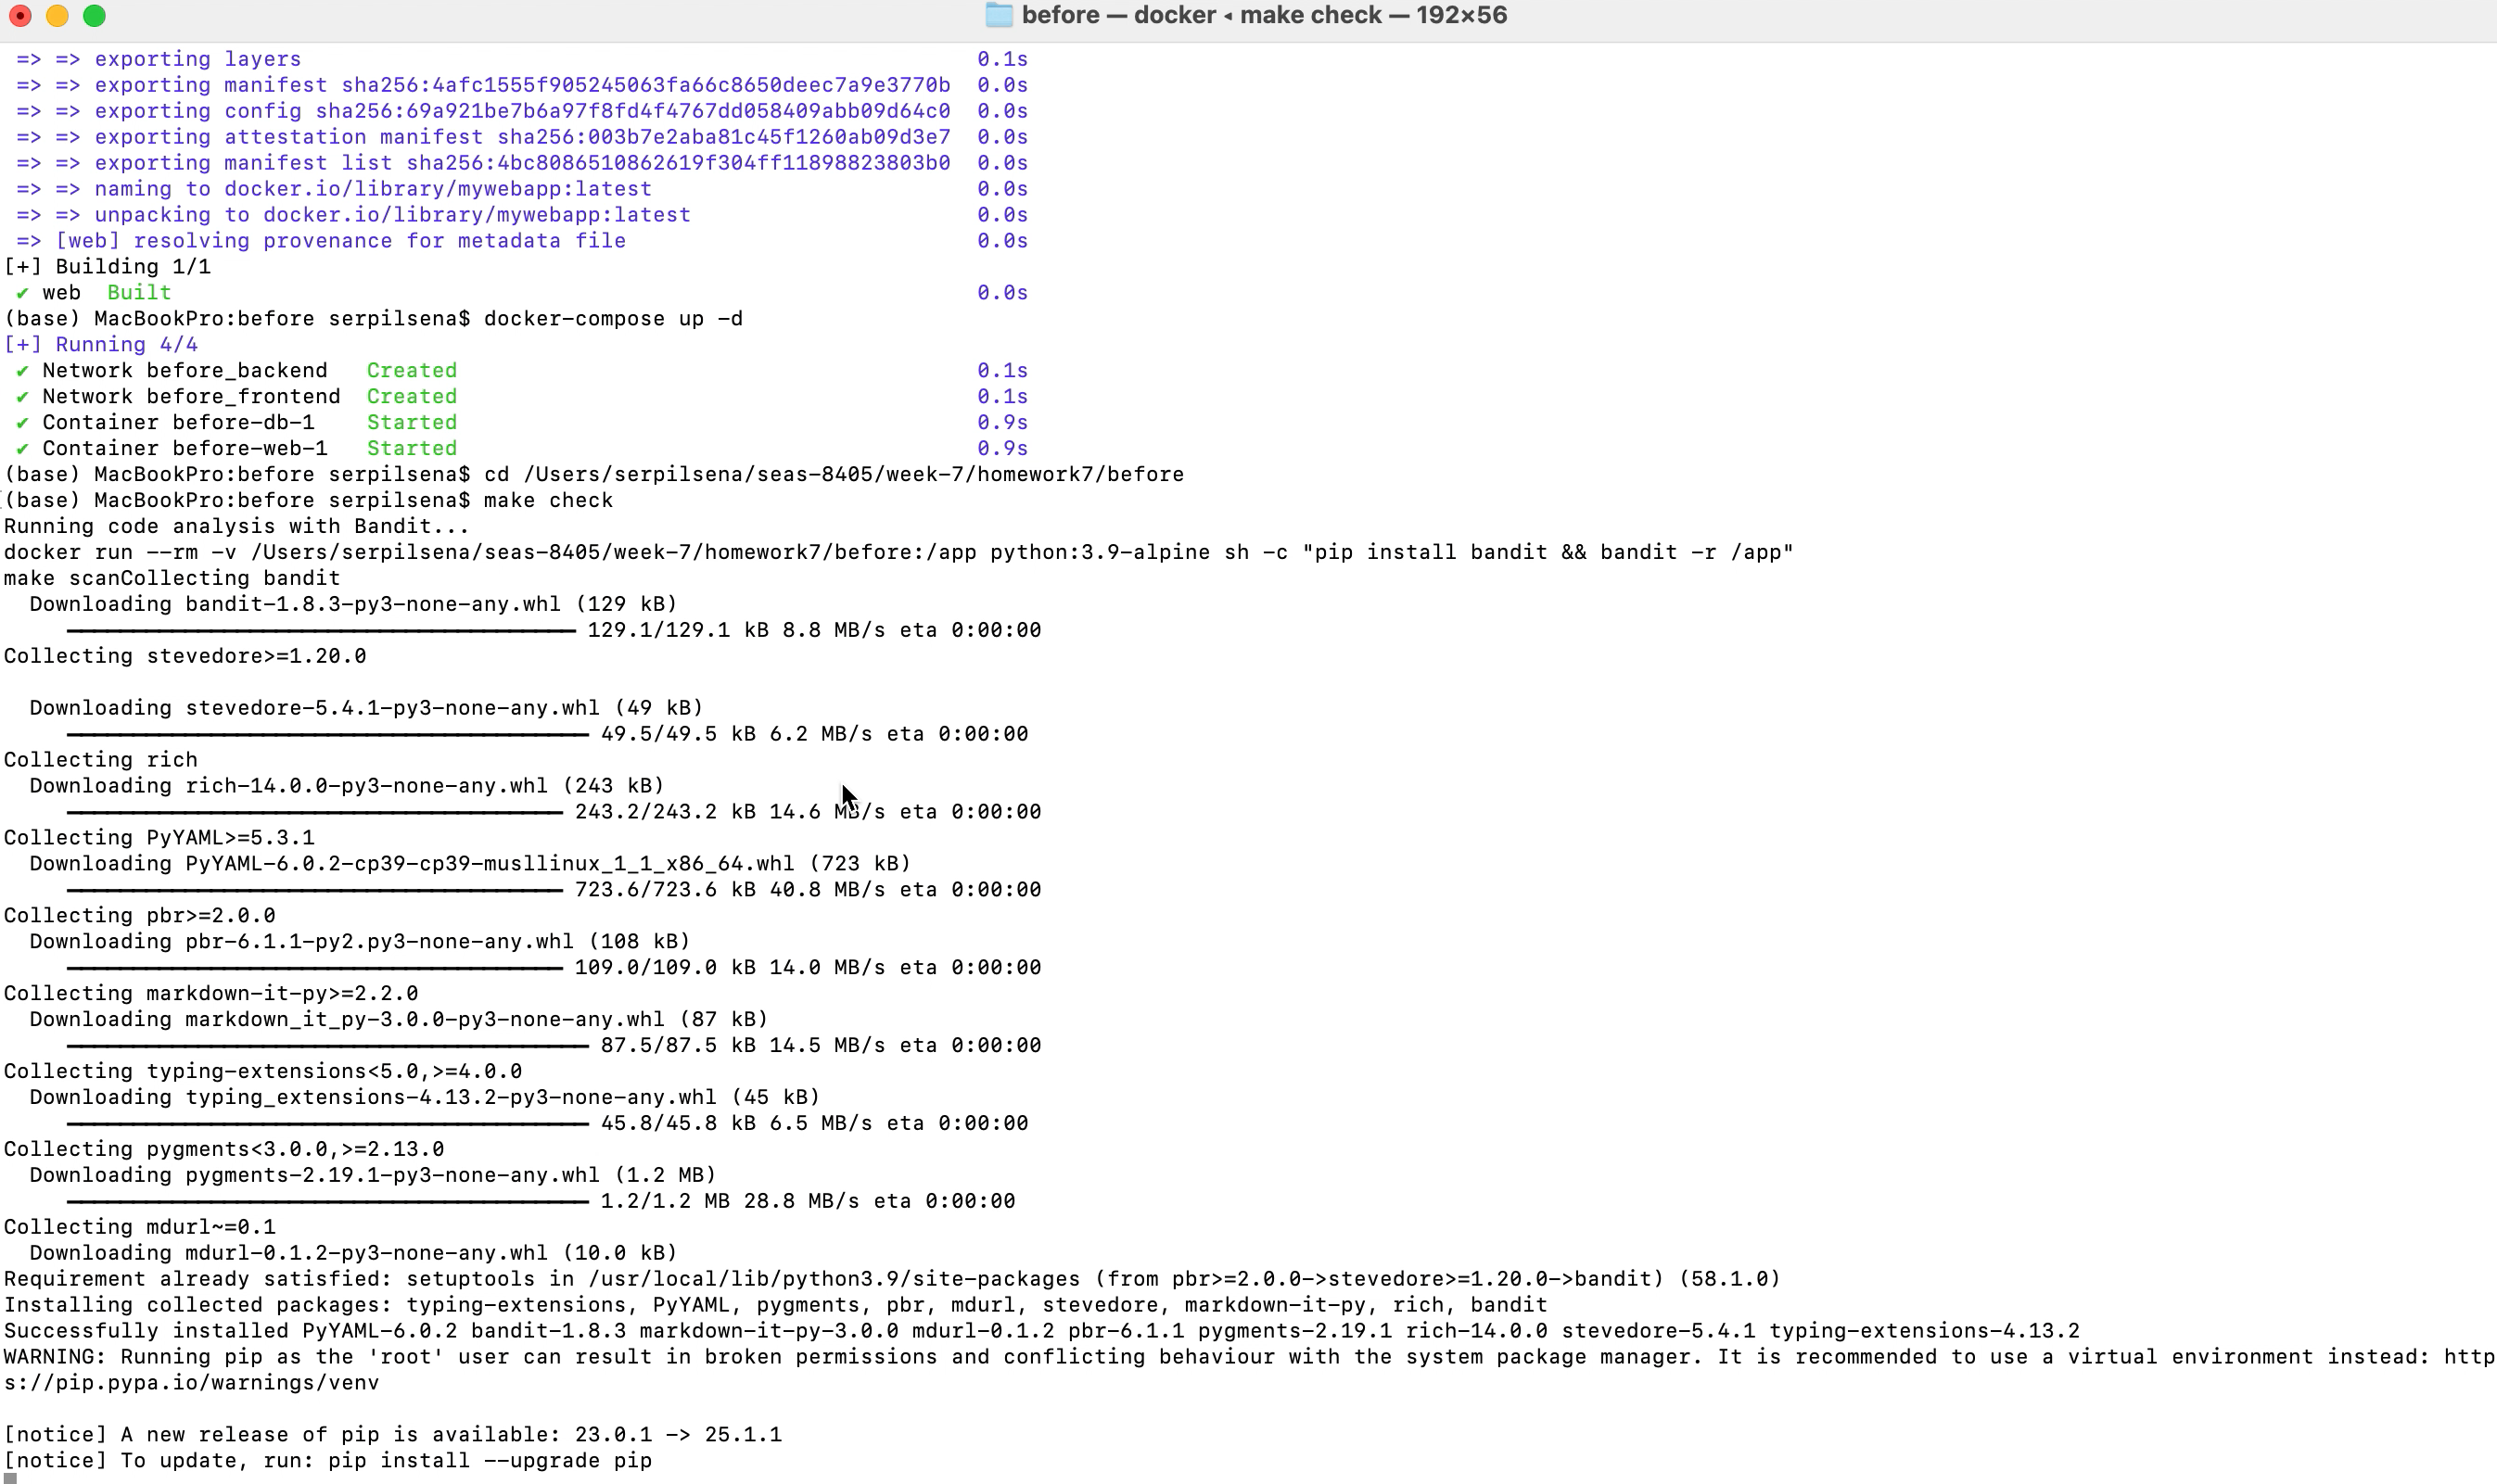 before — docker ◂ make check — 192×56
=> => exporting layers 0.1s
=> => exporting manifest sha256:4afc1555f905245063fa66c8650deec7a9e3770b 0.0s
=> => exporting config sha256:69a921be7b6a97f8fd4f4767dd058409abb09d64c0 0.0s
=> => exporting attestation manifest sha256:003b7e2aba81c45f1260ab09d3e7 0.0s
=> => exporting manifest list sha256:4bc8086510862619f304ff11898823803b0 0.0s
=> => naming to docker.io/library/mywebapp:latest 0.0s
=> => unpacking to docker.io/library/mywebapp:latest 0.0s
=> [web] resolving provenance for metadata file 0.0s
[+] Building 1/1
✔ web Built 0.0s
(base) MacBookPro:before serpilsena$ docker-compose up -d
[+] Running 4/4
✔ Network before_backend Created 0.1s
✔ Network before_frontend Created 0.1s
✔ Container before-db-1 Started 0.9s
✔ Container before-web-1 Started 0.9s
(base) MacBookPro:before serpilsena$ cd /Users/serpilsena/seas-8405/week-7/homework7/before
(base) MacBookPro:before serpilsena$ make check
Running code analysis with Bandit...
docker run --rm -v /Users/serpilsena/seas-8405/week-7/homework7/before:/app python:3.9-alpine sh -c "pip install bandit && bandit -r /app"
make scanCollecting bandit
Downloading bandit-1.8.3-py3-none-any.whl (129 kB)
129.1/129.1 kB 8.8 MB/s eta 0:00:00
Collecting stevedore>=1.20.0
Downloading stevedore-5.4.1-py3-none-any.whl (49 kB)
49.5/49.5 kB 6.2 MB/s eta 0:00:00
Collecting rich
Downloading rich-14.0.0-py3-none-any.whl (243 kB)
243.2/243.2 kB 14.6 MB/s eta 0:00:00
Collecting PyYAML>=5.3.1
Downloading PyYAML-6.0.2-cp39-cp39-musllinux_1_1_x86_64.whl (723 kB)
723.6/723.6 kB 40.8 MB/s eta 0:00:00
Collecting pbr>=2.0.0
Downloading pbr-6.1.1-py2.py3-none-any.whl (108 kB)
109.0/109.0 kB 14.0 MB/s eta 0:00:00
Collecting markdown-it-py>=2.2.0
Downloading markdown_it_py-3.0.0-py3-none-any.whl (87 kB)
87.5/87.5 kB 14.5 MB/s eta 0:00:00
Collecting typing-extensions<5.0,>=4.0.0
Downloading typing_extensions-4.13.2-py3-none-any.whl (45 kB)
45.8/45.8 kB 6.5 MB/s eta 0:00:00
Collecting pygments<3.0.0,>=2.13.0
Downloading pygments-2.19.1-py3-none-any.whl (1.2 MB)
1.2/1.2 MB 28.8 MB/s eta 0:00:00
Collecting mdurl~=0.1
Downloading mdurl-0.1.2-py3-none-any.whl (10.0 kB)
Requirement already satisfied: setuptools in /usr/local/lib/python3.9/site-packages (from pbr>=2.0.0->stevedore>=1.20.0->bandit) (58.1.0)
Installing collected packages: typing-extensions, PyYAML, pygments, pbr, mdurl, stevedore, markdown-it-py, rich, bandit
Successfully installed PyYAML-6.0.2 bandit-1.8.3 markdown-it-py-3.0.0 mdurl-0.1.2 pbr-6.1.1 pygments-2.19.1 rich-14.0.0 stevedore-5.4.1 typing-extensions-4.13.2
WARNING: Running pip as the 'root' user can result in broken permissions and conflicting behaviour with the system package manager. It is recommended to use a virtual environment instead: http
s://pip.pypa.io/warnings/venv
[notice] A new release of pip is available: 23.0.1 -> 25.1.1
[notice] To update, run: pip install --upgrade pip